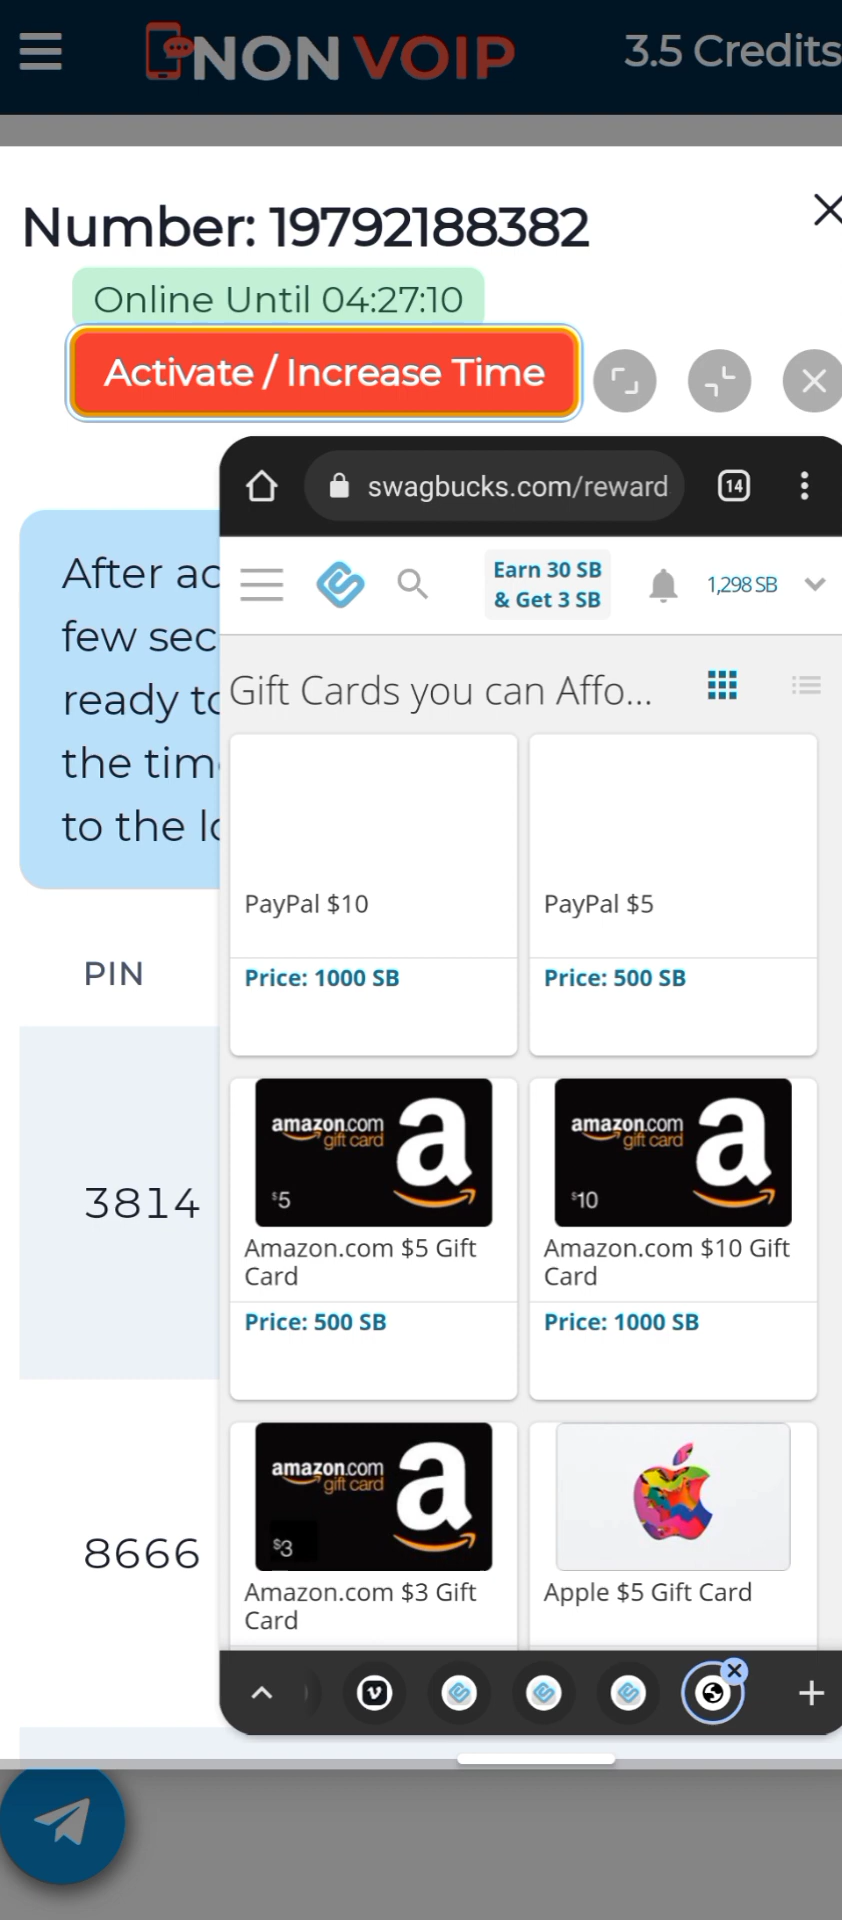 NON VOIP
3.5 Credits
Number: 19792188382
Online Until 04:27:10
Activate / Increase Time
swagbucks.com/reward
14
Earn 30 SB
& Get 3 SB
1,298 SB
After ac
few sec
ready to
the tim
to the lo
Gift Cards you can Affo...
PayPal $10
PayPal $5
Price: 1000 SB
Price: 500 SB
PIN
amazon.com
gift card
$5
amazon.com
gift card
$10
Amazon.com $5 Gift
Card
Amazon.com $10 Gift
Card
Price: 500 SB
Price: 1000 SB
3814
amazon.com
gift card
$3
8666
Amazon.com $3 Gift
Card
Apple $5 Gift Card